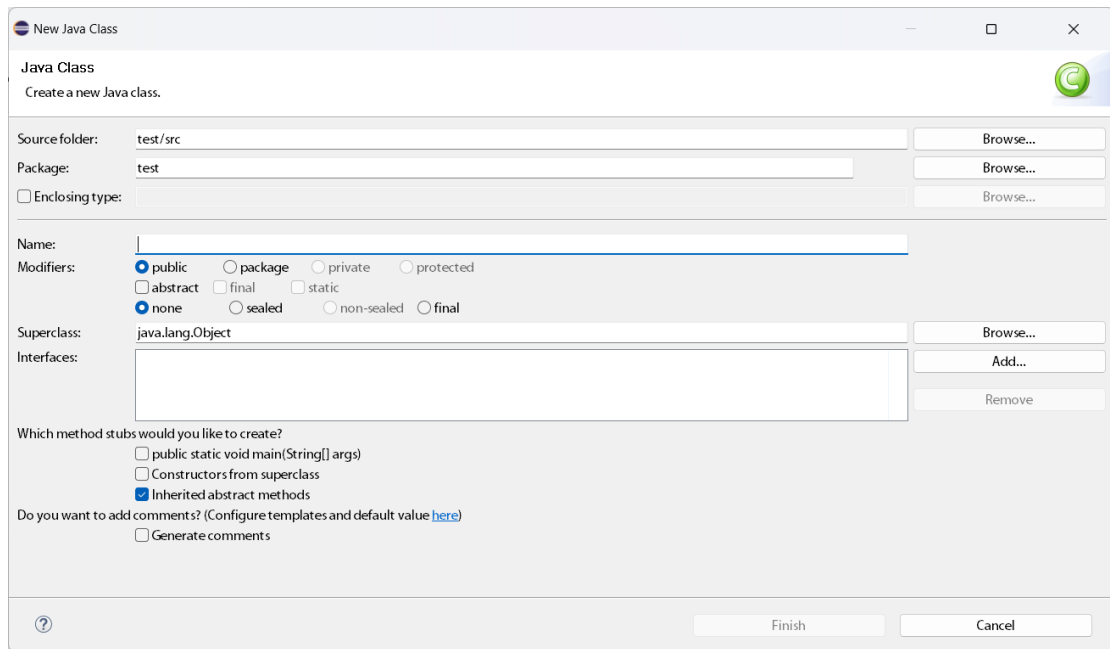 New Java Class
Java Class
Create a new Java class.
Source folder: test/src Browse...
Package: test Browse...
Enclosing type: Browse...
Name:
Modifiers: public package private protected
abstract final static
none sealed non-sealed final
Superclass: java.lang.Object Browse...
Interfaces: Add...
Remove
Which method stubs would you like to create?
public static void main(String[] args)
Constructors from superclass
Inherited abstract methods
Do you want to add comments? (Configure templates and default value here)
Generate comments
? Finish Cancel